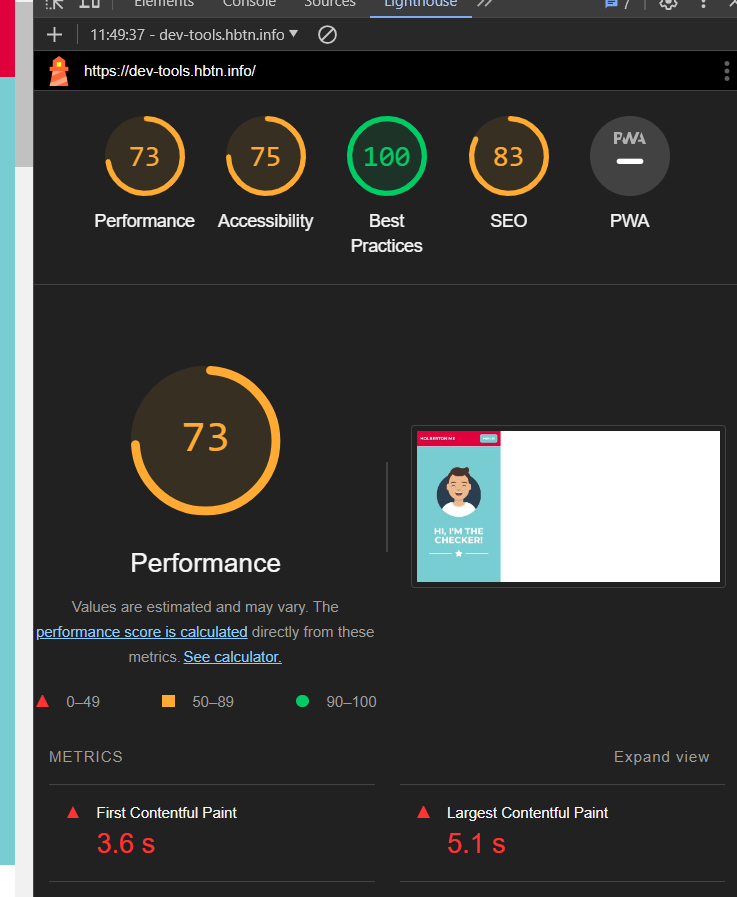 Elements Console Sources Lighthouse 7
11:49:37 - dev-tools.hbtn.info
https://dev-tools.hbtn.info/
73 75 100 83 PWA
Performance Accessibility Best Practices SEO PWA
73
Performance
Values are estimated and may vary. The
performance score is calculated directly from these
metrics. See calculator.
0–49 50–89 90–100
HOLBERTON ME
HI, I'M THE
CHECKER!
METRICS Expand view
First Contentful Paint Largest Contentful Paint
3.6 s 5.1 s